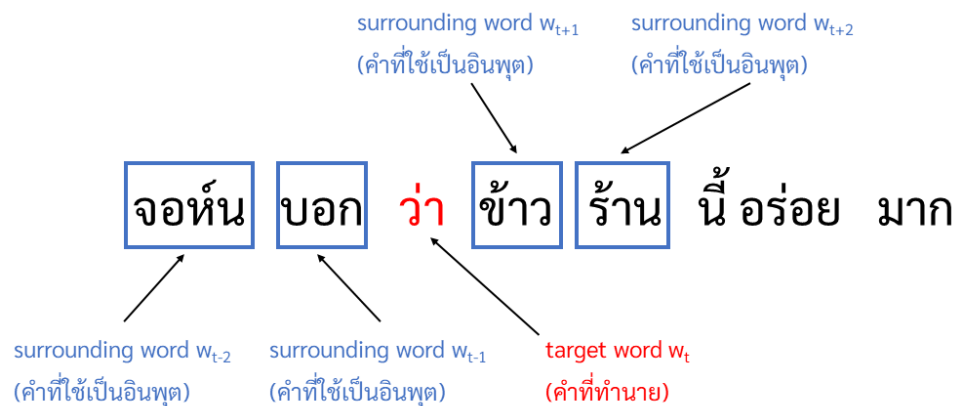 surrounding word wt+1
(คำที่ใช้เป็นอินพุต)
surrounding word wt+2
(คำที่ใช้เป็นอินพุต)
จอห์น บอก ว่า ข้าว ร้าน นี้ อร่อย มาก
surrounding word wt-2
(คำที่ใช้เป็นอินพุต)
surrounding word wt-1
(คำที่ใช้เป็นอินพุต)
target word wt
(คำที่ทำนาย)